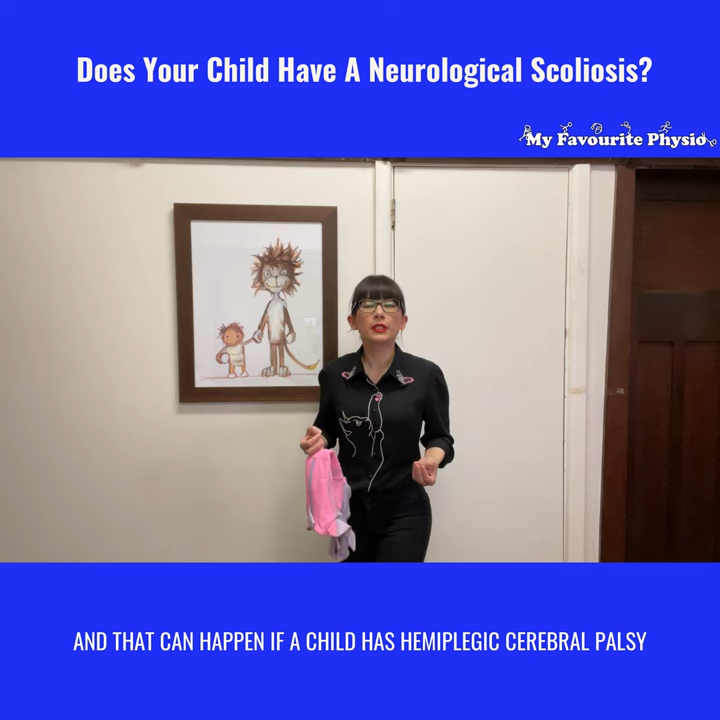 Does Your Child Have A Neurological Scoliosis?
My Favourite Physio
AND THAT CAN HAPPEN IF A CHILD HAS HEMIPLEGIC CEREBRAL PALSY